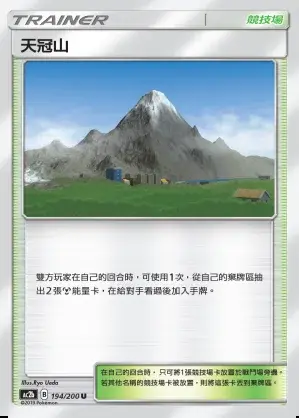 TRAINER 競技場
天冠山
雙方玩家在自己的回合時,可使用1次,從自己的棄牌區抽
出2張能量卡,在給對手看過後加入手牌。
在自己的回合時,只可將1張競技場卡放置於戰鬥場旁邊。
若其他名稱的競技場卡被放置,則將這張卡丟到棄牌區。
Illus.Ryo Ueda
AC2b B 194/200 U
©2019 Pokémon